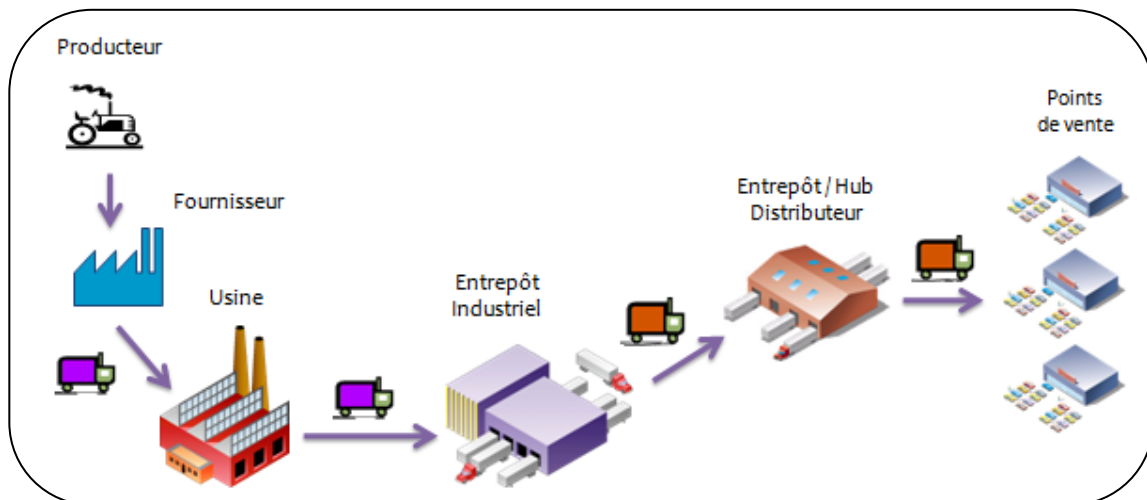 Producteur
Fournisseur
Usine
Entrepôt
Industriel
Entrepôt / Hub
Distributeur
Points
de vente